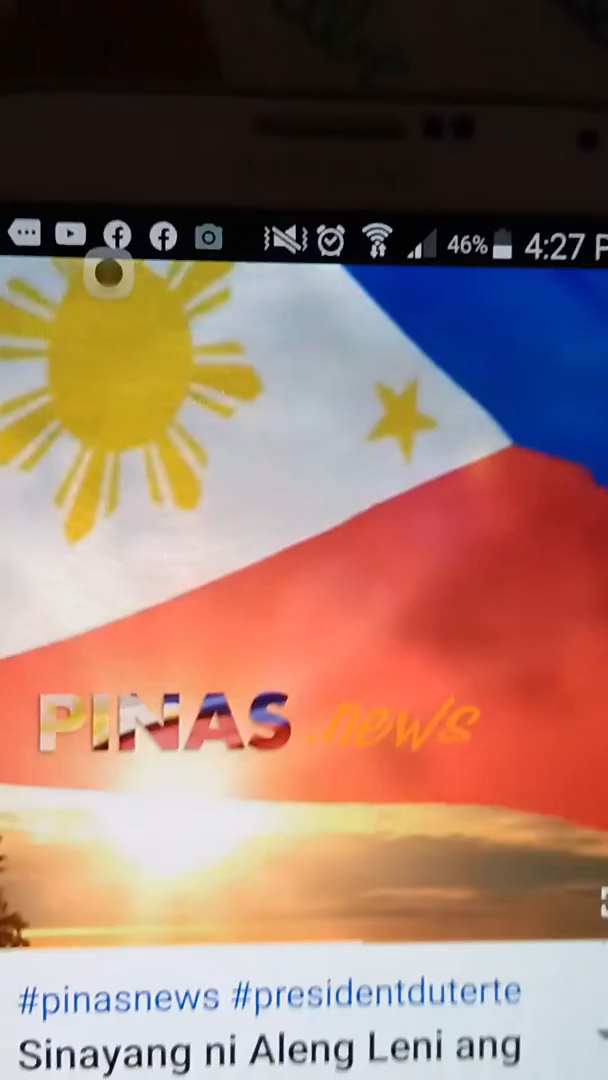 46% 4:27 P
PINAS .news
#pinasnews #presidentduterte
Sinayang ni Aleng Leni ang